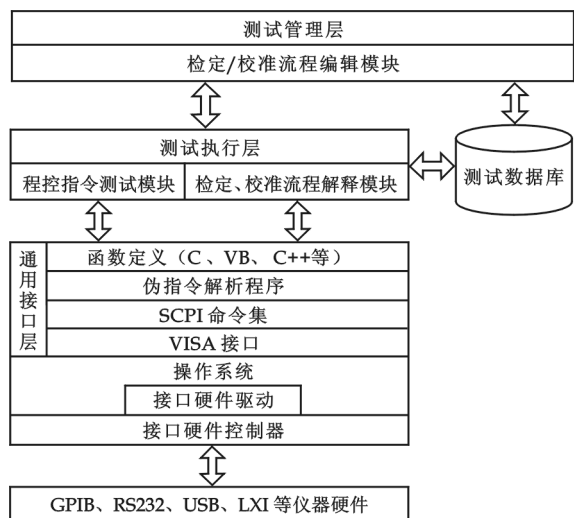 测试管理层
检定/校准流程编辑模块
测试执行层
程控指令测试模块
检定、校准流程解释模块
测试数据库
通用接口层
函数定义（C、VB、C++等）
伪指令解析程序
SCPI 命令集
VISA 接口
操作系统
接口硬件驱动
接口硬件控制器
GPIB、RS232、USB、LXI 等仪器硬件